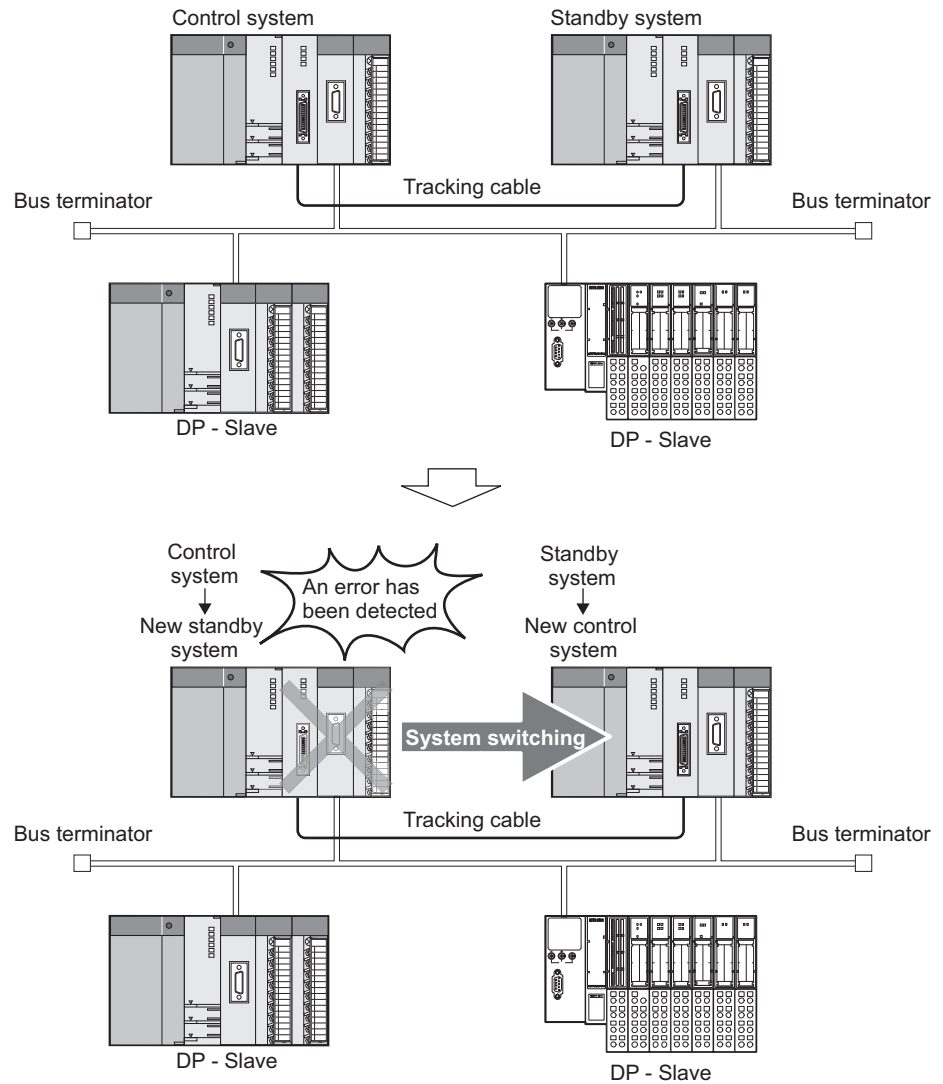 Control system
Standby system
Tracking cable
Bus terminator
Bus terminator
DP - Slave
DP - Slave
Control
system
New standby
system
An error has
been detected
Standby
system
New control
system
System switching
Tracking cable
Bus terminator
Bus terminator
DP - Slave
DP - Slave